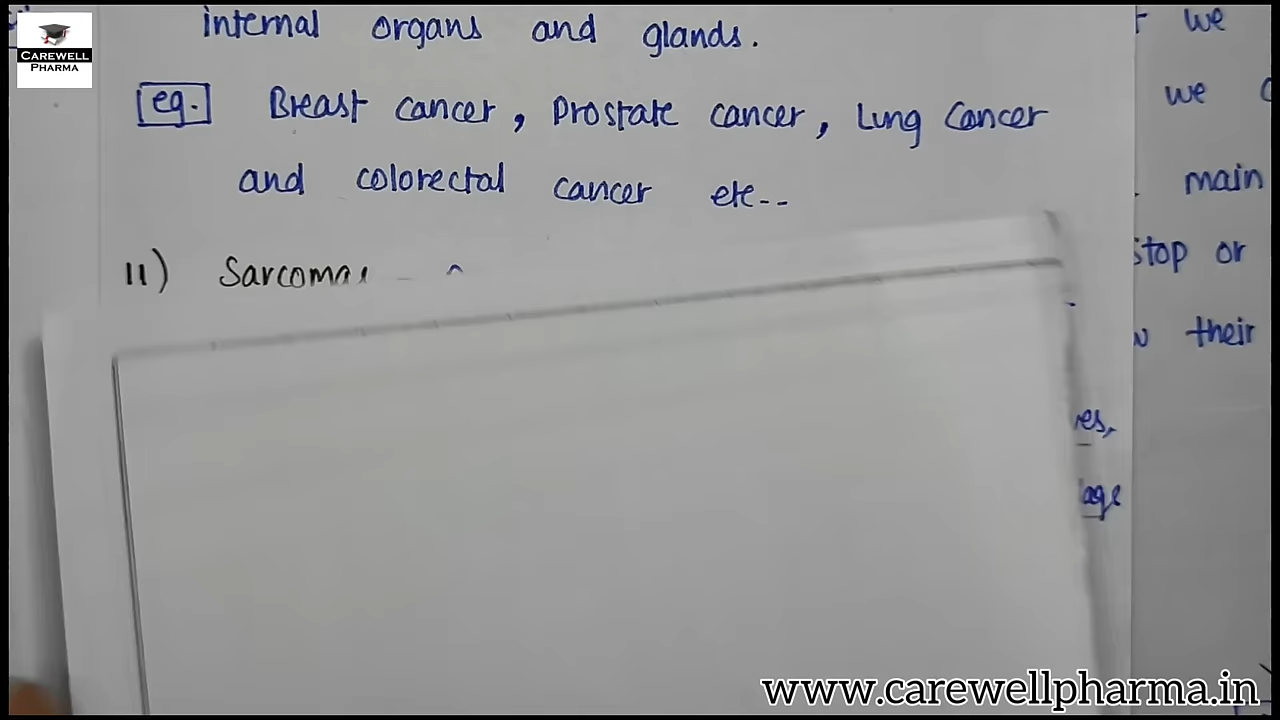 CAREWELL
PHARMA
internal organs and glands.
eg. Breast cancer, Prostate cancer, Lung Cancer
and colorectal cancer etc--
II) Sarcomas -
we
we
main
stop or
their
www.carewellpharma.in